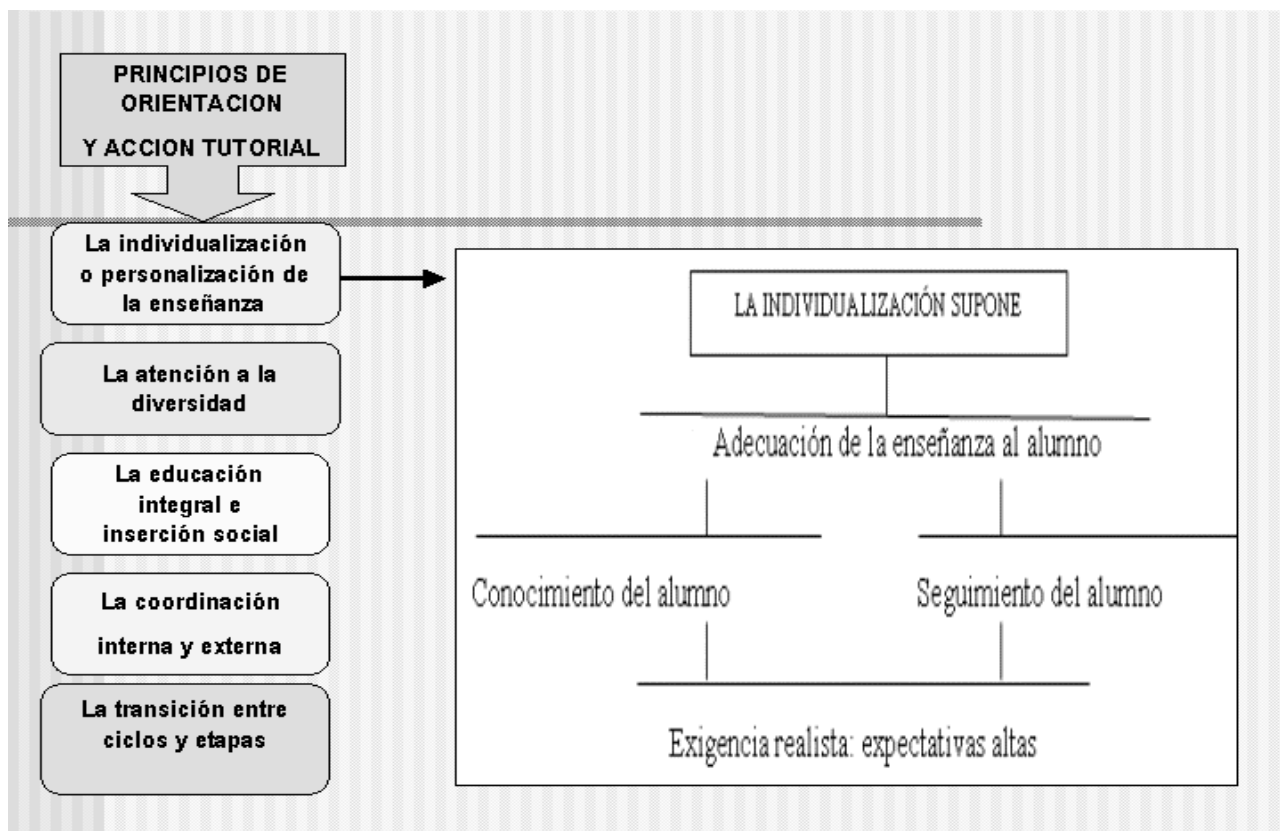 PRINCIPIOS DE
ORIENTACION
Y ACCION TUTORIAL
La individualización
o personalización de
la enseñanza
La atención a la
diversidad
La educación
integral e
inserción social
La coordinación
interna y externa
La transición entre
ciclos y etapas
LA INDIVIDUALIZACIÓN SUPONE
Adecuación de la enseñanza al alumno
Conocimiento del alumno
Seguimiento del alumno
Exigencia realista: expectativas altas